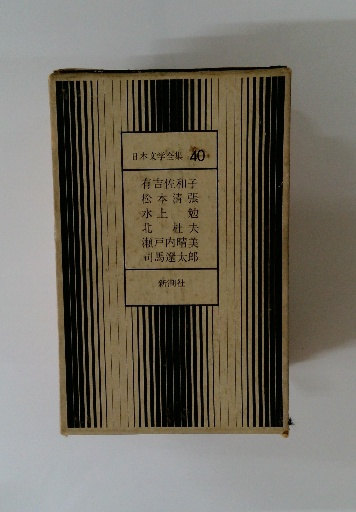 日本文学全集 40
有吉佐和子
松本清張
水上 勉
北 杜夫
瀬戸内晴美
司馬遼太郎
新潮社